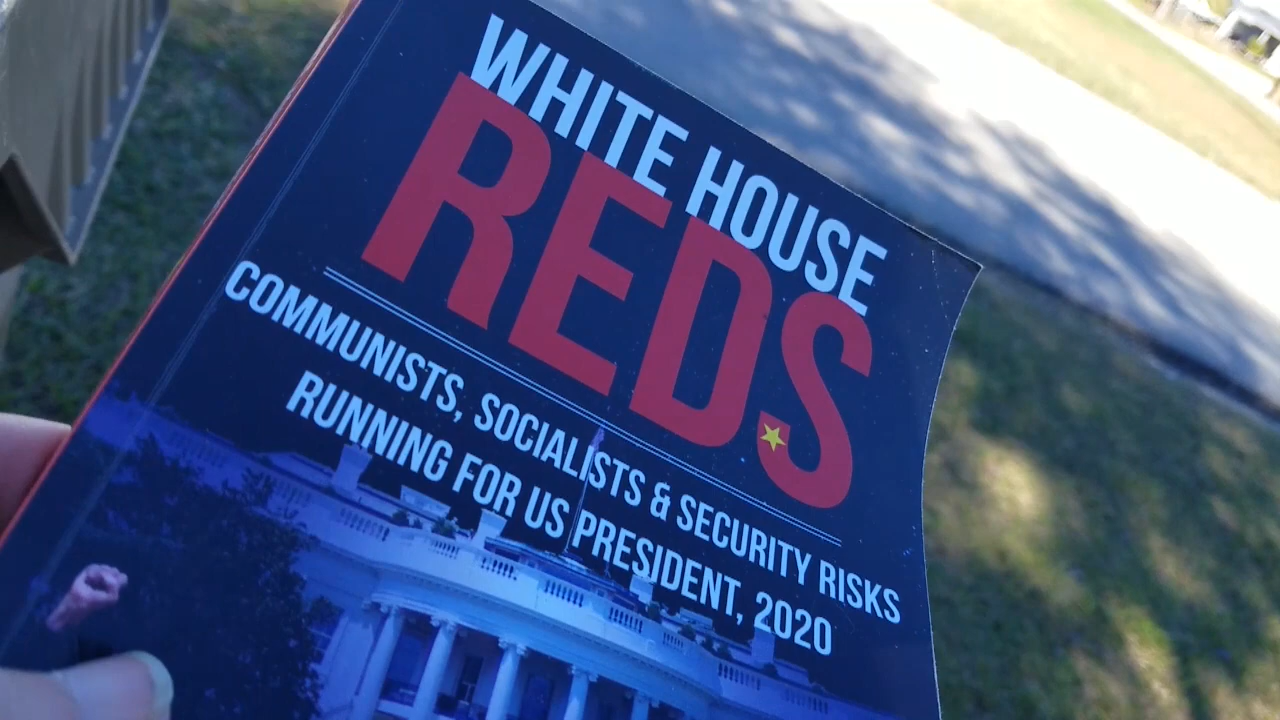 WHITE HOUSE
REDS
COMMUNISTS, SOCIALISTS & SECURITY RISKS
RUNNING FOR US PRESIDENT, 2020